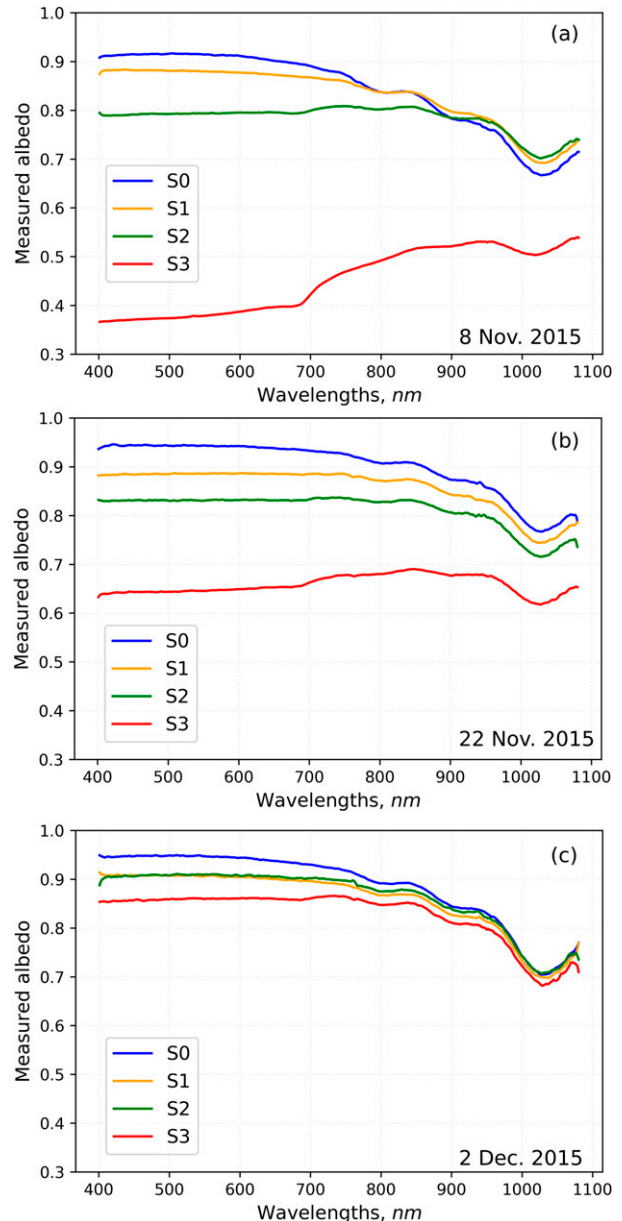 1.0
(a)
0.9
0.8
0.7
0.6
0.5
0.4
0.3
Measured albedo
S0
S1
S2
S3
8 Nov. 2015
400 500 600 700 800 900 1000 1100
Wavelengths, nm
1.0
(b)
0.9
0.8
0.7
0.6
0.5
0.4
0.3
Measured albedo
S0
S1
S2
S3
22 Nov. 2015
400 500 600 700 800 900 1000 1100
Wavelengths, nm
1.0
(c)
0.9
0.8
0.7
0.6
0.5
0.4
0.3
Measured albedo
S0
S1
S2
S3
2 Dec. 2015
400 500 600 700 800 900 1000 1100
Wavelengths, nm